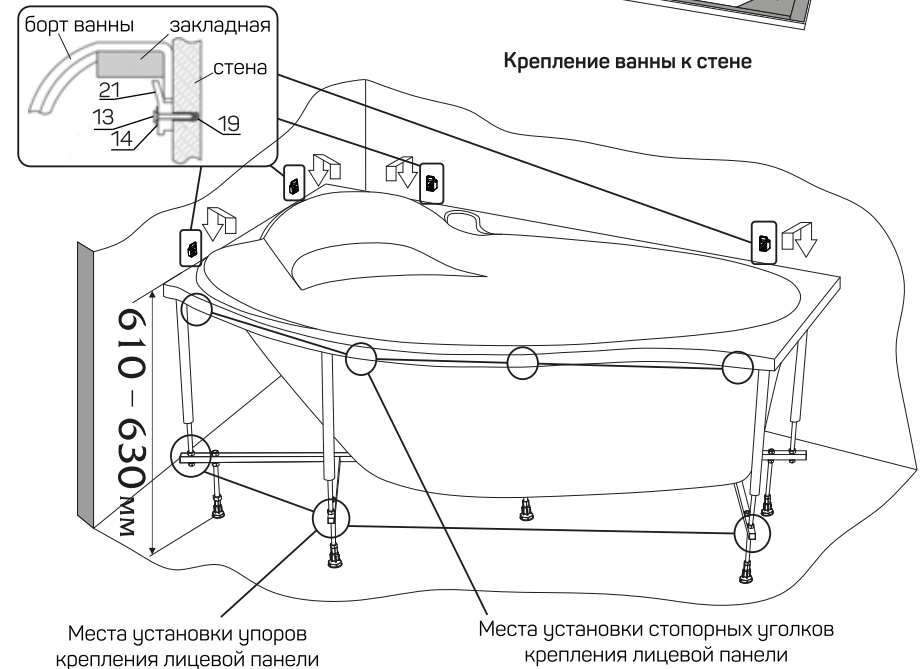 борт ванны
закладная
стена
21
13
14
19
Крепление ванны к стене
610 – 630 мм
Места установки упоров
крепления лицевой панели
Места установки стопорных уголков
крепления лицевой панели